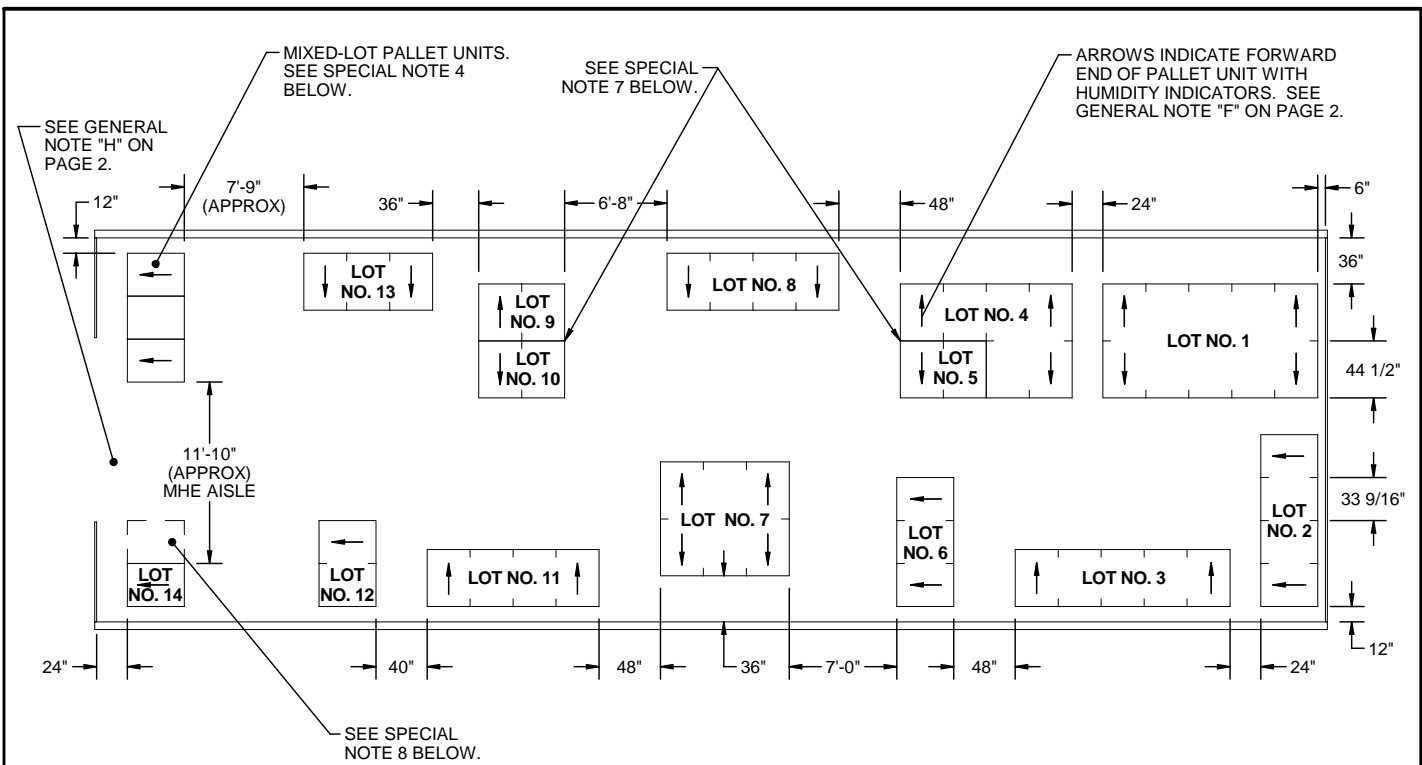 MIXED-LOT PALLET UNITS.
SEE SPECIAL NOTE 4
BELOW.
SEE SPECIAL
NOTE 7 BELOW.
ARROWS INDICATE FORWARD
END OF PALLET UNIT WITH
HUMIDITY INDICATORS.  SEE
GENERAL NOTE "F" ON PAGE 2.
SEE GENERAL
NOTE "H" ON
PAGE 2.
12"
7'-9"
(APPROX)
36"
6'-8"
48"
24"
6"
36"
LOT
NO. 13
LOT
NO. 9
LOT
NO. 10
LOT NO. 8
LOT NO. 4
LOT
NO. 5
LOT NO. 1
44 1/2"
11'-10"
(APPROX)
MHE AISLE
33 9/16"
LOT
NO. 14
LOT
NO. 12
LOT NO. 11
LOT NO. 7
LOT
NO. 6
LOT NO. 3
LOT
NO. 2
24"
40"
48"
36"
7'-0"
48"
24"
12"
SEE SPECIAL
NOTE 8 BELOW.